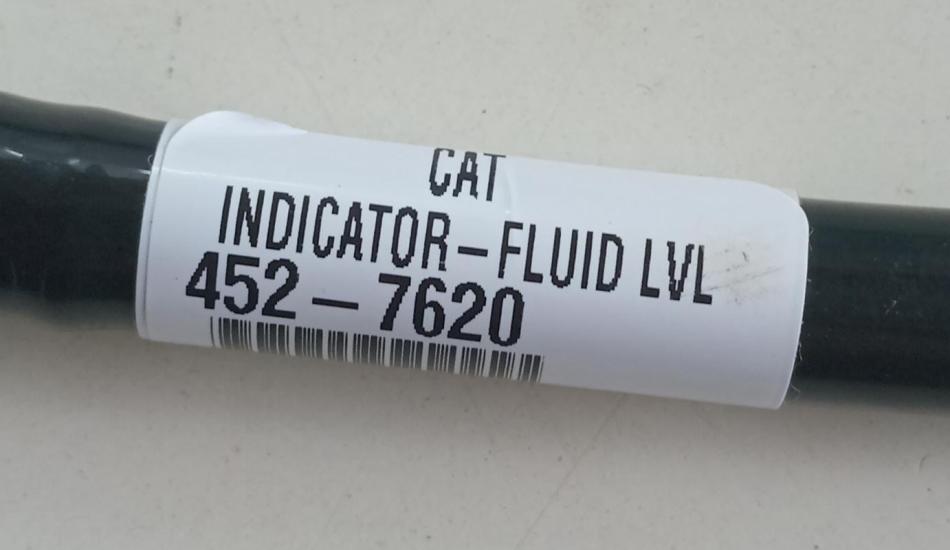 CAT
INDICATOR-FLUID LVL
452-7620